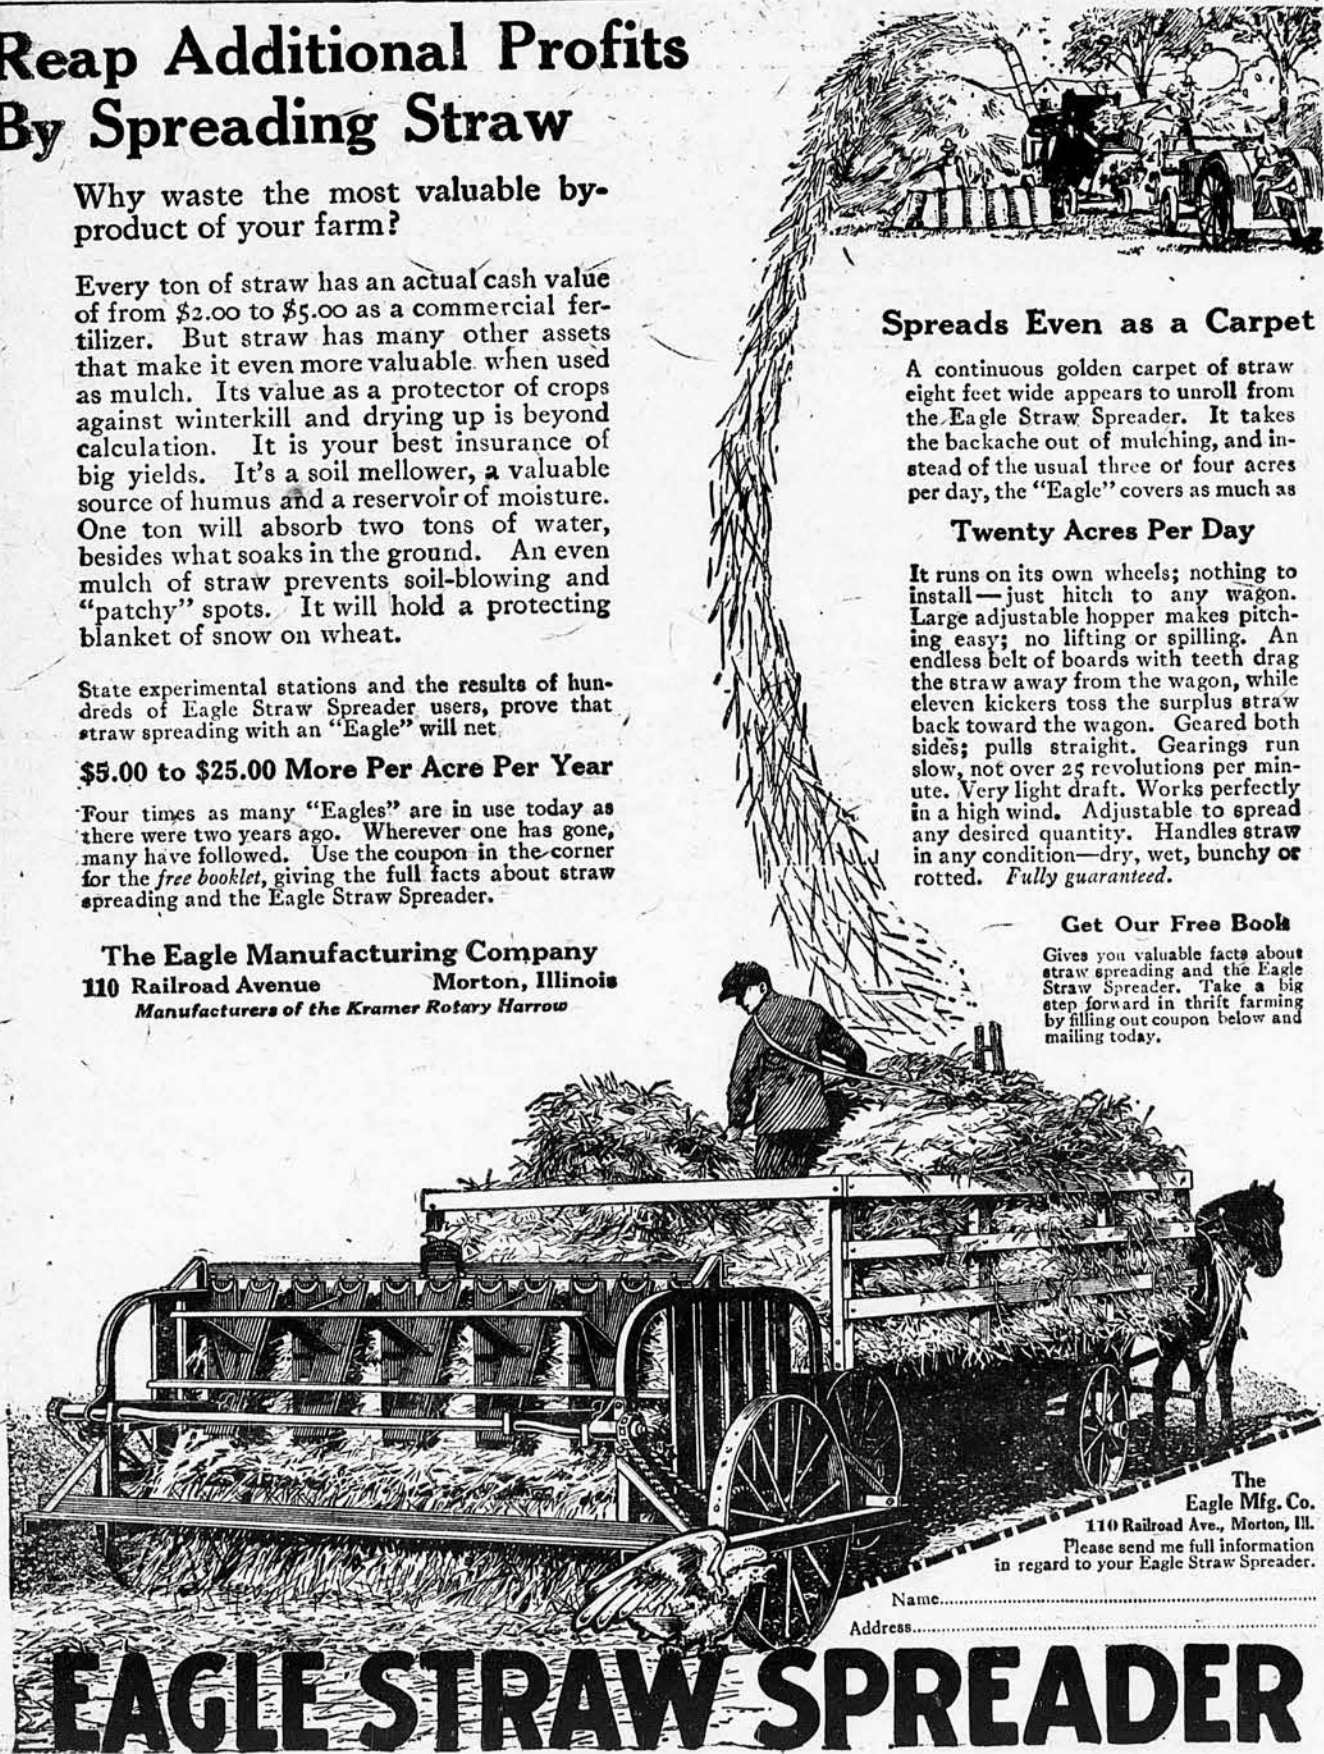 Reap Additional Profits
By Spreading Straw
Why waste the most valuable by-
product of your farm?
Every ton of straw has an actual cash value
of from $2.00 to $5.00 as a commercial fer-
tilizer. But straw has many other assets
that make it even more valuable when used
as mulch. Its value as a protector of crops
against winterkill and drying up is beyond
calculation. It is your best insurance of
big yields. It's a soil mellower, a valuable
source of humus and a reservoir of moisture.
One ton will absorb two tons of water,
besides what soaks in the ground. An even
mulch of straw prevents soil-blowing and
"patchy" spots. It will hold a protecting
blanket of snow on wheat.
State experimental stations and the results of hun-
dreds of Eagle Straw Spreader users, prove that
straw spreading with an "Eagle" will net
$5.00 to $25.00 More Per Acre Per Year
Four times as many "Eagles" are in use today as
there were two years ago. Wherever one has gone,
many have followed. Use the coupon in the corner
for the free booklet, giving the full facts about straw
spreading and the Eagle Straw Spreader.
The Eagle Manufacturing Company
110 Railroad Avenue Morton, Illinois
Manufacturers of the Kramer Rotary Harrow
Spreads Even as a Carpet
A continuous golden carpet of straw
eight feet wide appears to unroll from
the Eagle Straw Spreader. It takes
the backache out of mulching, and in-
stead of the usual three or four acres
per day, the "Eagle" covers as much as
Twenty Acres Per Day
It runs on its own wheels; nothing to
install—just hitch to any wagon.
Large adjustable hopper makes pitch-
ing easy; no lifting or spilling. An
endless belt of boards with teeth drag
the straw away from the wagon, while
eleven kickers toss the surplus straw
back toward the wagon. Geared both
sides; pulls straight. Gearings run
slow, not over 25 revolutions per min-
ute. Very light draft. Works perfectly
in a high wind. Adjustable to spread
any desired quantity. Handles straw
in any condition—dry, wet, bunchy or
rotted. Fully guaranteed.
Get Our Free Book
Gives you valuable facts about
straw spreading and the Eagle
Straw Spreader. Take a big
step forward in thrift farming
by filling out coupon below and
mailing today.
The
Eagle Mfg. Co.
110 Railroad Ave., Morton, Ill.
Please send me full information
in regard to your Eagle Straw Spreader.
Name
Address
EAGLE STRAW SPREADER